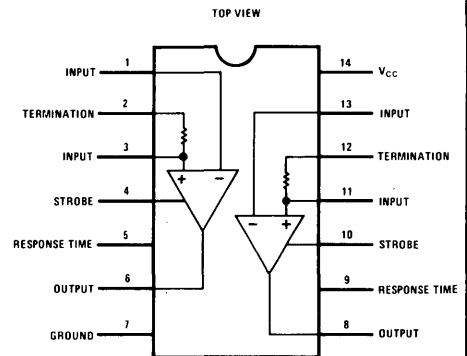 TOP VIEW
INPUT 1
TERMINATION 2
INPUT 3
STROBE 4
RESPONSE TIME 5
OUTPUT 6
GROUND 7
14 VCC
13 INPUT
12 TERMINATION
11 INPUT
10 STROBE
9 RESPONSE TIME
8 OUTPUT
+ −
− +